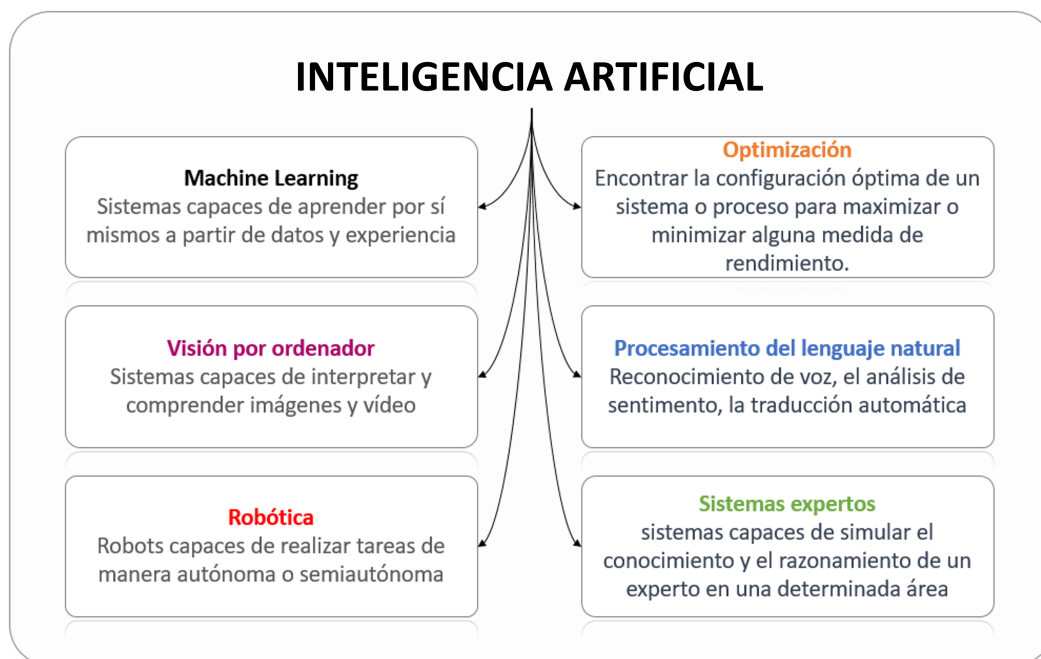 INTELIGENCIA ARTIFICIAL
Machine Learning
Sistemas capaces de aprender por sí
mismos a partir de datos y experiencia
Optimización
Encontrar la configuración óptima de un
sistema o proceso para maximizar o
minimizar alguna medida de
rendimiento.
Visión por ordenador
Sistemas capaces de interpretar y
comprender imágenes y vídeo
Procesamiento del lenguaje natural
Reconocimiento de voz, el análisis de
sentimento, la traducción automática
Robótica
Robots capaces de realizar tareas de
manera autónoma o semiautónoma
Sistemas expertos
sistemas capaces de simular el
conocimiento y el razonamiento de un
experto en una determinada área